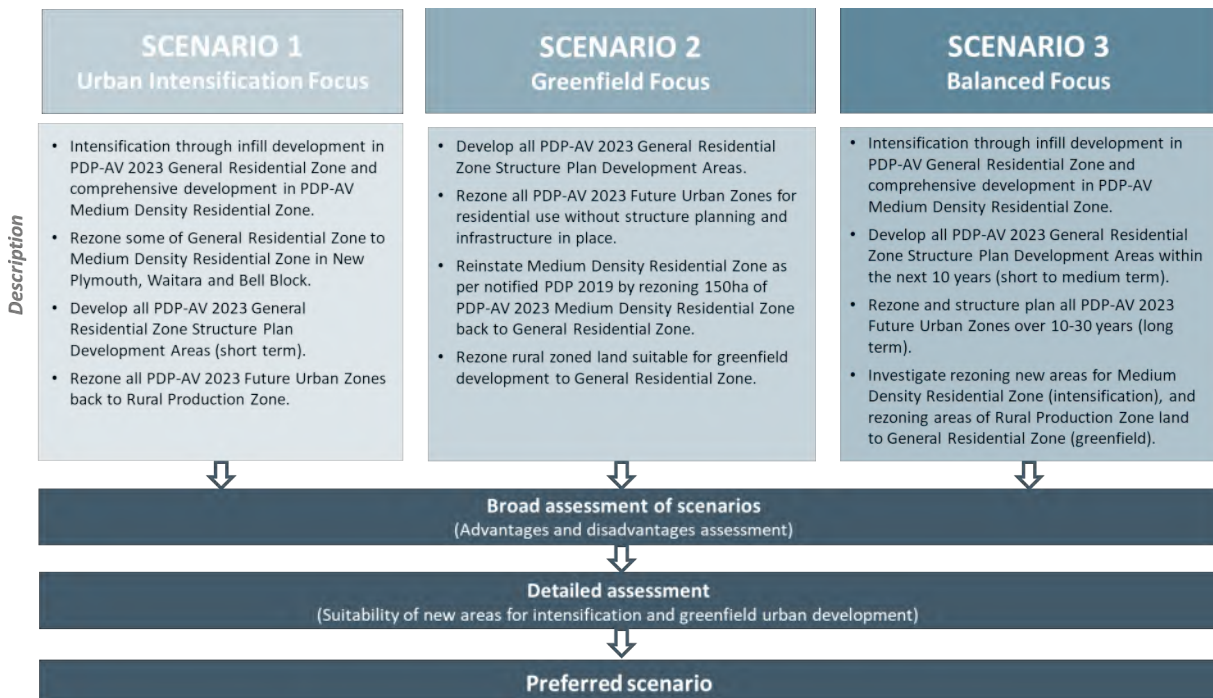 SCENARIO 1
Urban Intensification Focus
SCENARIO 2
Greenfield Focus
SCENARIO 3
Balanced Focus
Description
• Intensification through infill development in
PDP-AV 2023 General Residential Zone and
comprehensive development in PDP-AV
Medium Density Residential Zone.
• Rezone some of General Residential Zone to
Medium Density Residential Zone in New
Plymouth, Waitara and Bell Block.
• Develop all PDP-AV 2023 General
Residential Zone Structure Plan
Development Areas (short term).
• Rezone all PDP-AV 2023 Future Urban Zones
back to Rural Production Zone.
• Develop all PDP-AV 2023 General Residential
Zone Structure Plan Development Areas.
• Rezone all PDP-AV 2023 Future Urban Zones for
residential use without structure planning and
infrastructure in place.
• Reinstate Medium Density Residential Zone as
per notified PDP 2019 by rezoning 150ha of
PDP-AV 2023 Medium Density Residential Zone
back to General Residential Zone.
• Rezone rural zoned land suitable for greenfield
development to General Residential Zone.
• Intensification through infill development in
PDP-AV General Residential Zone and
comprehensive development in PDP-AV
Medium Density Residential Zone.
• Develop all PDP-AV 2023 General Residential
Zone Structure Plan Development Areas within
the next 10 years (short to medium term).
• Rezone and structure plan all PDP-AV 2023
Future Urban Zones over 10-30 years (long
term).
• Investigate rezoning new areas for Medium
Density Residential Zone (intensification), and
rezoning areas of Rural Production Zone land
to General Residential Zone (greenfield).
Broad assessment of scenarios
(Advantages and disadvantages assessment)
Detailed assessment
(Suitability of new areas for intensification and greenfield urban development)
Preferred scenario